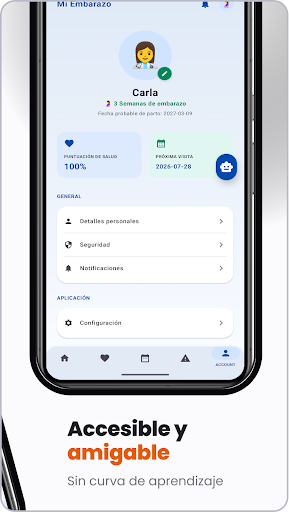 Mi Embarazo
Carla
3 Semanas de embarazo
Fecha probable de parto: 2027-03-09
PUNTUACIÓN DE SALUD
100%
PRÓXIMA VISITA
2026-07-28
GENERAL
Detalles personales
Seguridad
Notificaciones
APLICACIÓN
Configuración
ACCOUNT
Accesible y
amigable
Sin curva de aprendizaje